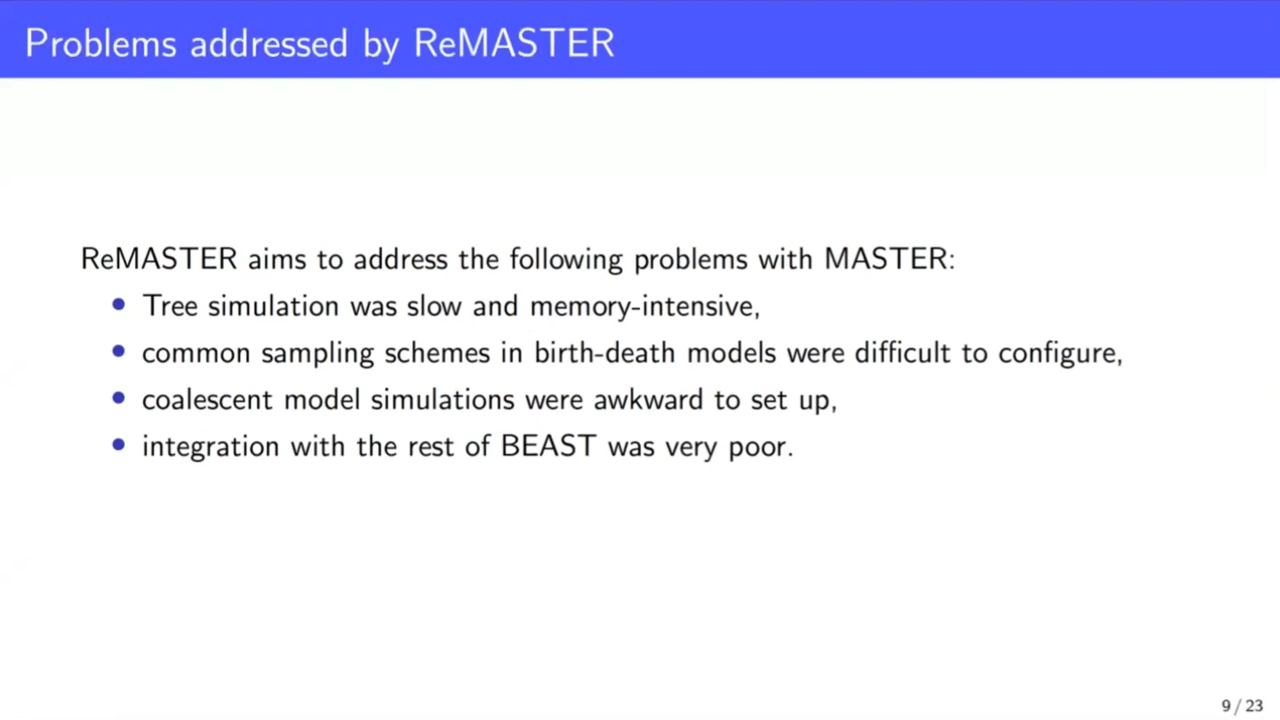 Problems addressed by ReMASTER
ReMASTER aims to address the following problems with MASTER:
• Tree simulation was slow and memory-intensive,
• common sampling schemes in birth-death models were difficult to configure,
• coalescent model simulations were awkward to set up,
• integration with the rest of BEAST was very poor.
9 / 23